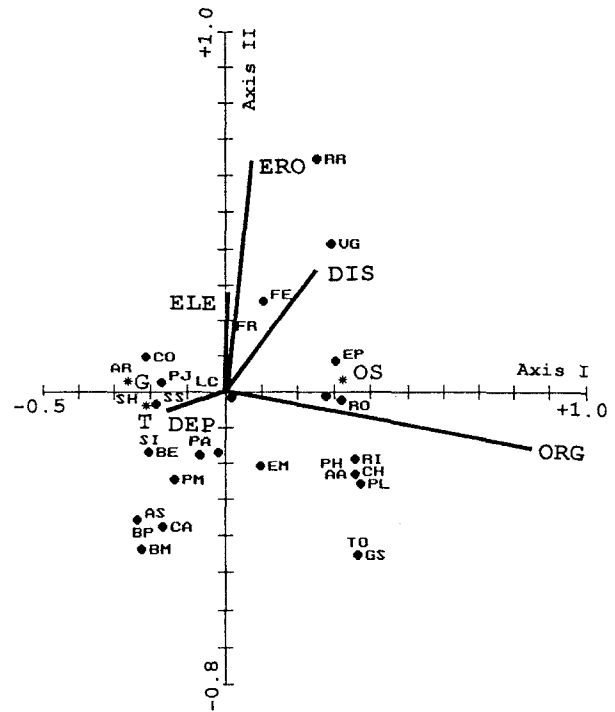 +1.0
Axis II
RR
ERO
VG
DIS
FE
ELE
FR
EP
CO
OS
AR
G
PJ
LC
Axis I
-0.5
+1.0
SH
SS
RO
T
DEP
ORG
SI
PA
BE
PH
RI
EM
AA
CH
PM
PL
AS
BP
CA
BM
TO
GS
-0.8